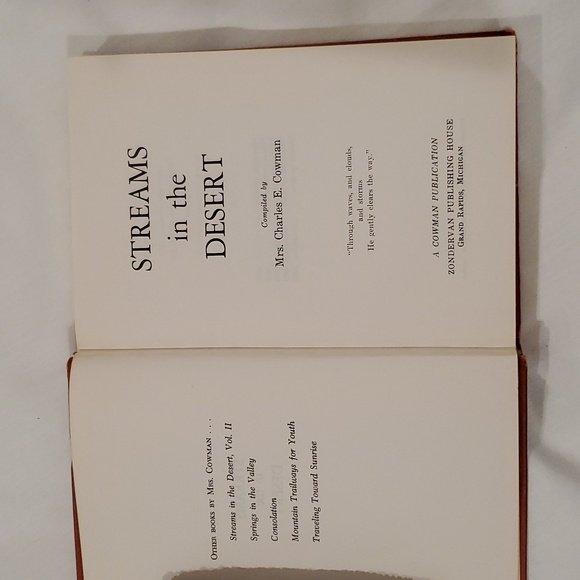 OTHER BOOKS BY MRS. COWMAN . . .
Streams in the Desert, Vol. II
Springs in the Valley
Consolation
Mountain Trailways for Youth
Traveling Toward Sunrise
STREAMS
in the
DESERT
Compiled by
Mrs. Charles E. Cowman
"Through waves, and clouds,
and storms
He gently clears the way."
A COWMAN PUBLICATION
ZONDERVAN PUBLISHING HOUSE
GRAND RAPIDS, MICHIGAN